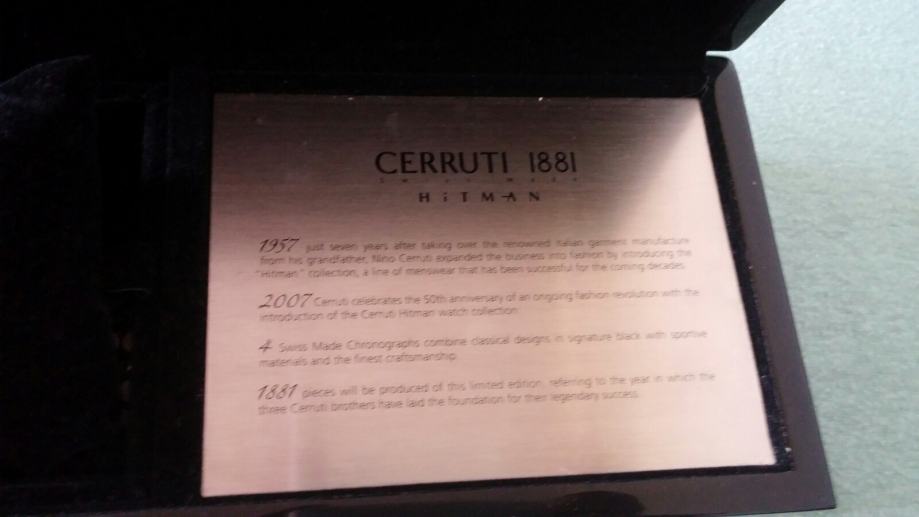 CERRUTI 1881
SWISS MADE
HiTMAN
1957 just seven years after taking over the renowned Italian garment manufacture
from his grandfather, Nino Cerruti expanded the business into fashion by introducing the
"Hitman" collection, a line of menswear that has been successful for the coming decades.
2007 Cerruti celebrates the 50th anniversary of an ongoing fashion revolution with the
introduction of the Cerruti Hitman watch collection.
4 Swiss Made Chronographs combine classical designs in signature black with sportive
materials and the finest craftsmanship.
1881 pieces will be produced of this limited edition, referring to the year in which the
three Cerruti brothers have laid the foundation for their legendary success.